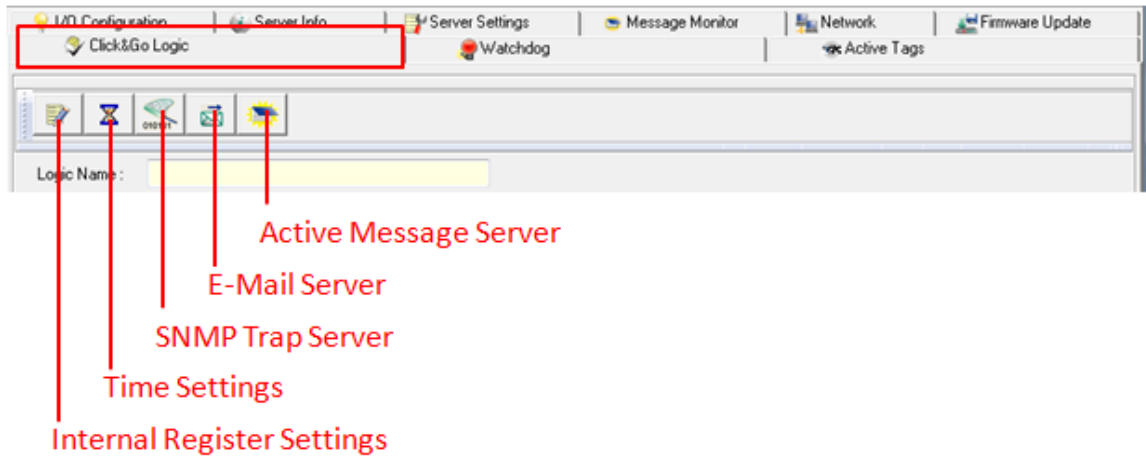 I/O Configuration Server Info Server Settings Message Monitor Network Firmware Update
Click&Go Logic Watchdog Active Tags
010101
Logic Name :
Active Message Server
E-Mail Server
SNMP Trap Server
Time Settings
Internal Register Settings